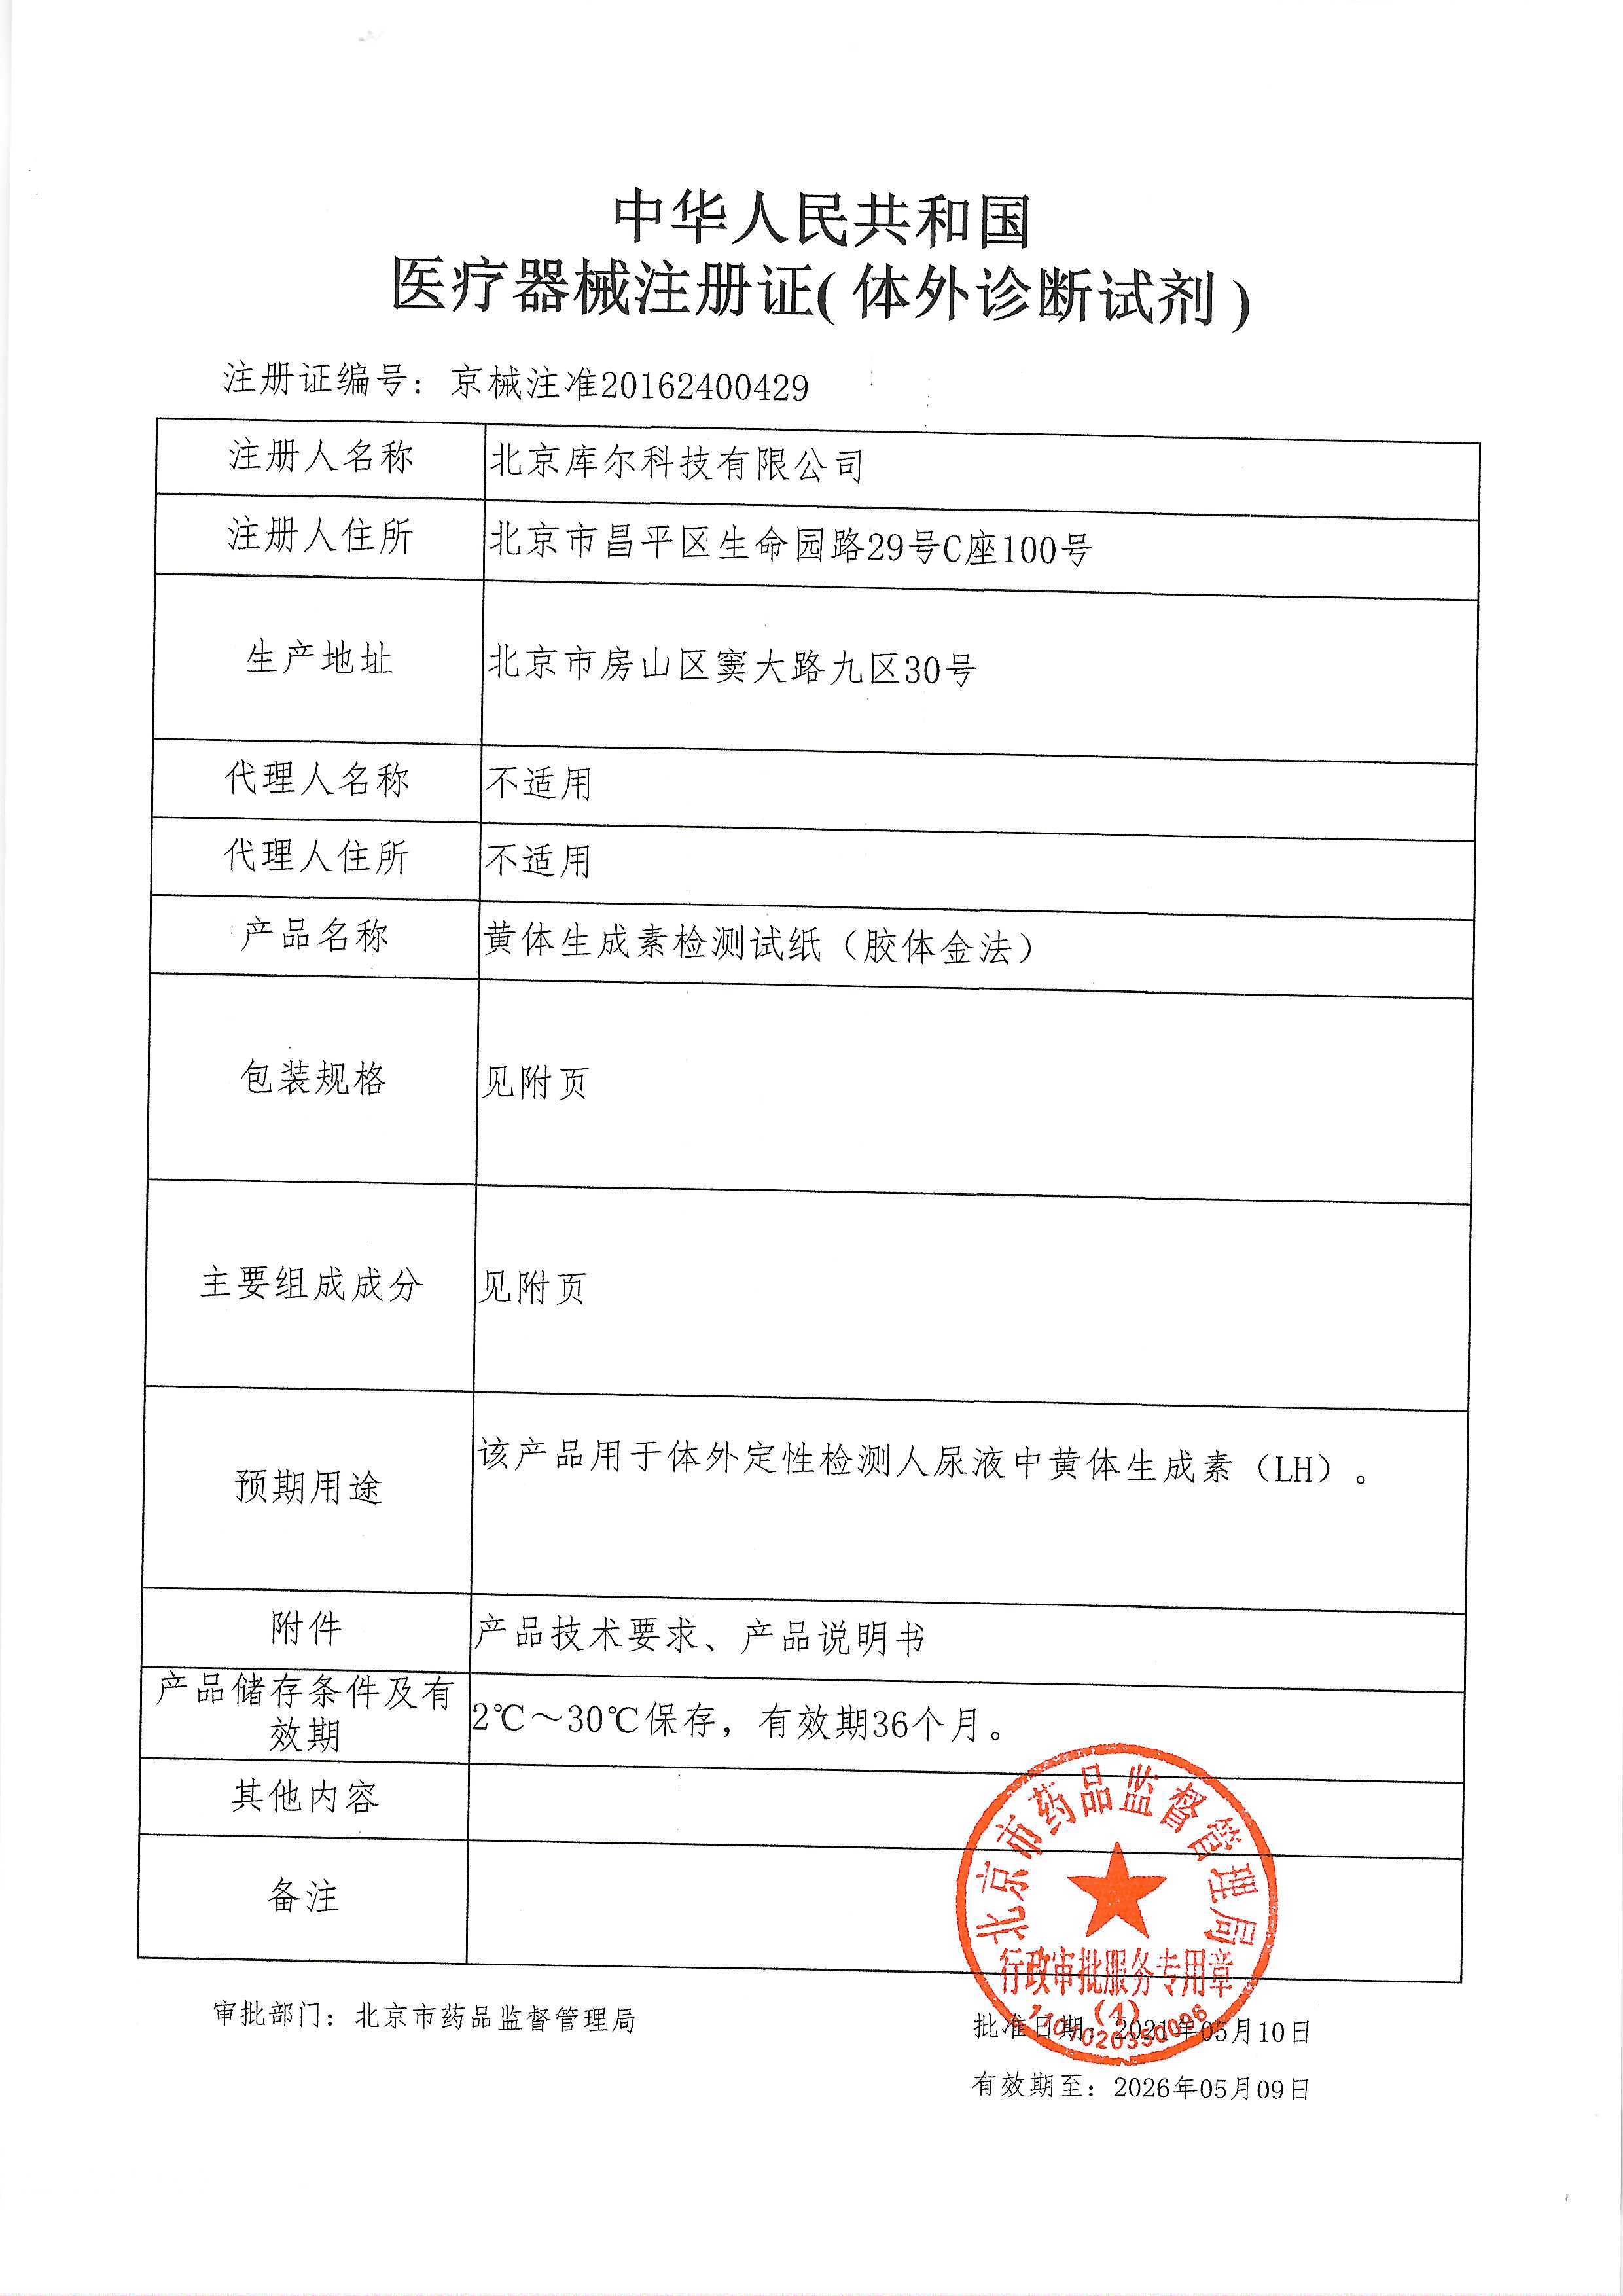 中华人民共和国
医疗器械注册证(体外诊断试剂)
注册证编号：京械注准20162400429
注册人名称 北京库尔科技有限公司
注册人住所 北京市昌平区生命园路29号C座100号
生产地址 北京市房山区窦大路九区30号
代理人名称 不适用
代理人住所 不适用
产品名称 黄体生成素检测试纸（胶体金法）
包装规格 见附页
主要组成成分 见附页
预期用途 该产品用于体外定性检测人尿液中黄体生成素（LH）。
附件 产品技术要求、产品说明书
产品储存条件及有
效期 2℃～30℃保存，有效期36个月。
其他内容
备注
北京市药品监督管理局
行政审批服务专用章
(4)
1101020350096
审批部门：北京市药品监督管理局
批准日期：2021年05月10日
有效期至：2026年05月09日